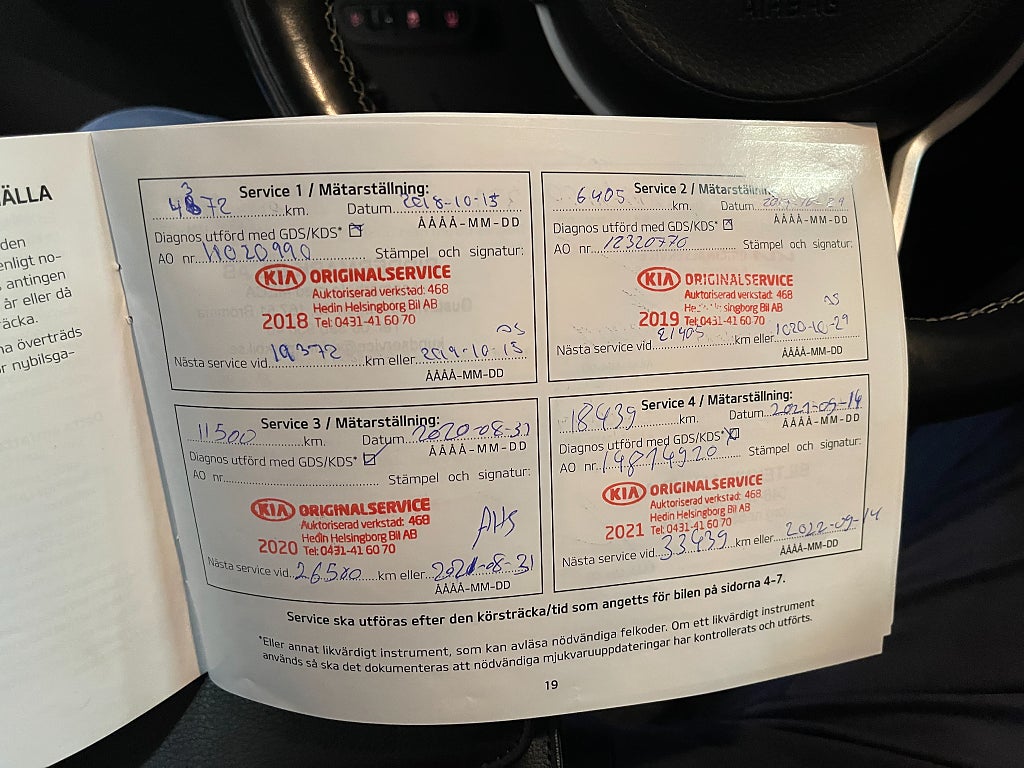 ÄLLA
den
enligt no-
antingen
år eller då
räcka.
na överträds
r nybilsga-
Service 1 / Mätarställning:
4372 km. Datum 2018-10-15
ÅÅÅÅ-MM-DD
Diagnos utförd med GDS/KDS*
AO nr. 11020990 Stämpel och signatur:
KIA ORIGINALSERVICE
Auktoriserad verkstad: 468
Hedin Helsingborg Bil AB
2018 Tel: 0431-41 60 70
Nästa service vid 19372 km eller 2019-10-15
ÅÅÅÅ-MM-DD
Service 2 / Mätarställning:
6405 km. Datum 2019-10-29
ÅÅÅÅ-MM-DD
Diagnos utförd med GDS/KDS*
AO nr. 12320770 Stämpel och signatur:
KIA ORIGINALSERVICE
Auktoriserad verkstad: 468
Hedin Helsingborg Bil AB
2019 Tel: 0431-41 60 70
Nästa service vid 21405 km eller 2020-10-29
ÅÅÅÅ-MM-DD
Service 3 / Mätarställning:
11500 km. Datum 2020-08-31
ÅÅÅÅ-MM-DD
Diagnos utförd med GDS/KDS*
AO nr. Stämpel och signatur:
KIA ORIGINALSERVICE
Auktoriserad verkstad: 468
Hedin Helsingborg Bil AB
2020 Tel: 0431-41 60 70
AHS
Nästa service vid 26500 km eller 2021-08-31
ÅÅÅÅ-MM-DD
Service 4 / Mätarställning:
18439 km. Datum 2021-09-14
ÅÅÅÅ-MM-DD
Diagnos utförd med GDS/KDS*
AO nr. 14814920 Stämpel och signatur:
KIA ORIGINALSERVICE
Auktoriserad verkstad: 468
Hedin Helsingborg Bil AB
2021 Tel: 0431-41 60 70
Nästa service vid 33439 km eller 2022-09-14
ÅÅÅÅ-MM-DD
Service ska utföras efter den körsträcka/tid som angetts för bilen på sidorna 4-7.
*Eller annat likvärdigt instrument, som kan avläsa nödvändiga felkoder. Om ett likvärdigt instrument
används så ska det dokumenteras att nödvändiga mjukvaruuppdateringar har kontrollerats och utförts.
19